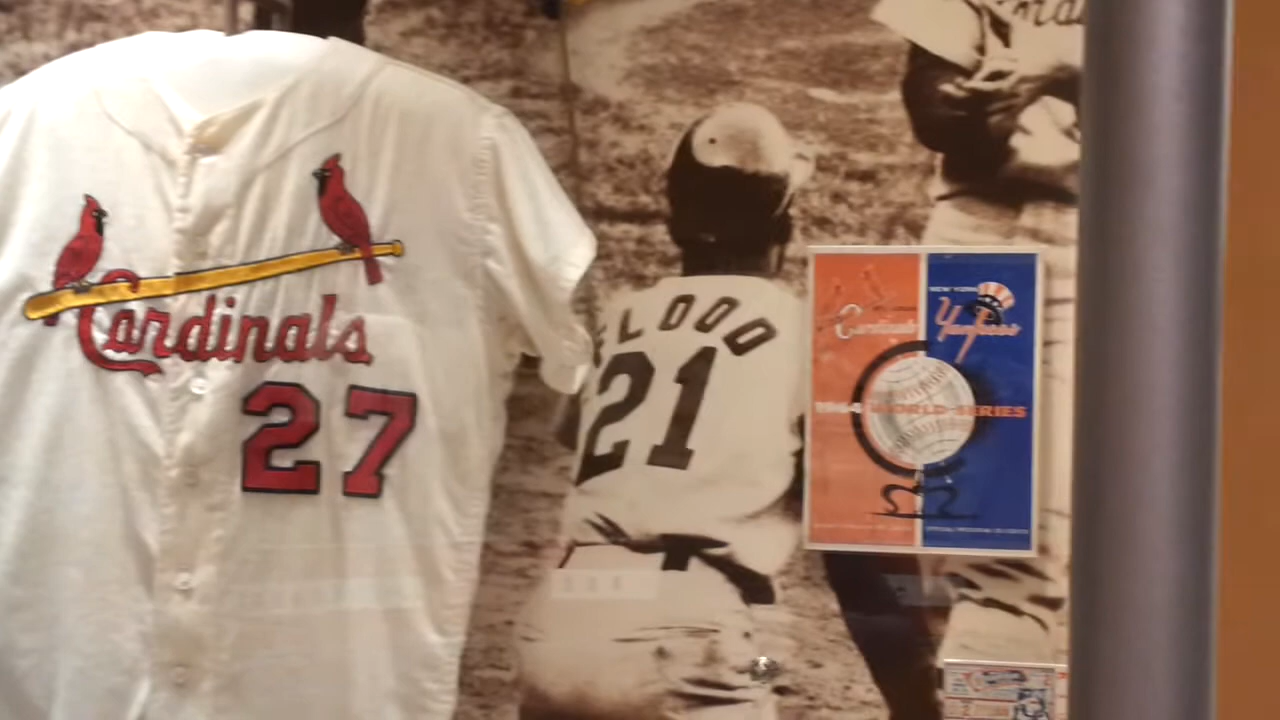 Cardinals
27
FLOOD
21
Cardinals
NEW YORK
Yankees
1964 WORLD SERIES